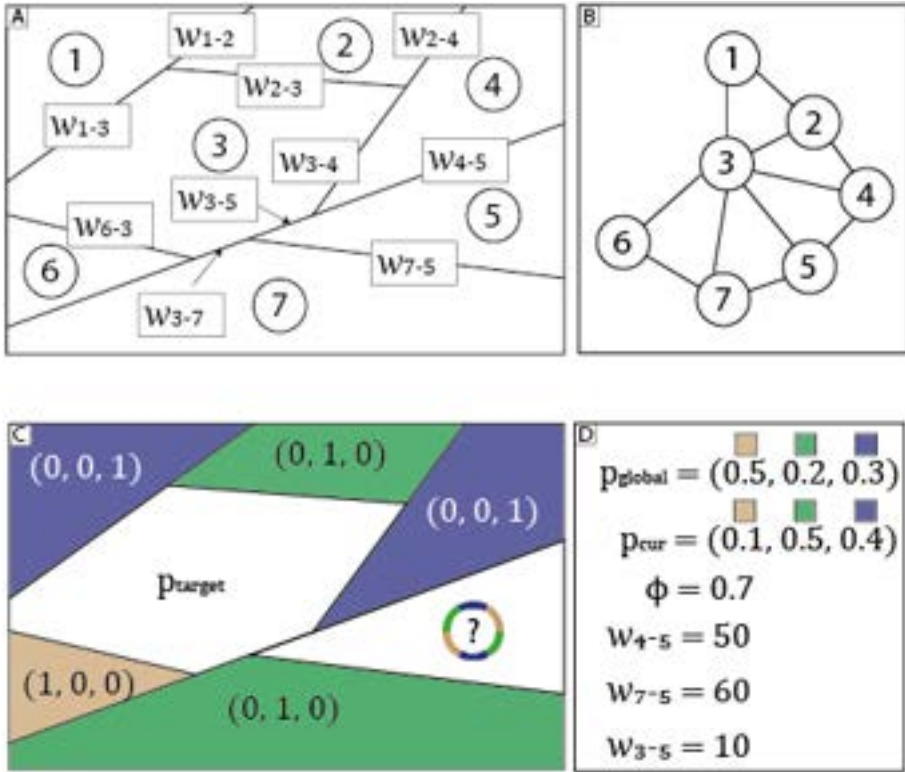 A
1
W1-2
2
W2-4
W2-3
4
W1-3
3
W3-4
W4-5
W3-5
5
W6-3
6
W7-5
7
W3-7
B
1
2
3
4
6
5
7
C
(0, 0, 1)
(0, 1, 0)
(0, 0, 1)
ptarget
?
(1, 0, 0)
(0, 1, 0)
D
pglobal = (0.5, 0.2, 0.3)
pcur = (0.1, 0.5, 0.4)
ϕ = 0.7
w4-5 = 50
w7-5 = 60
w3-5 = 10